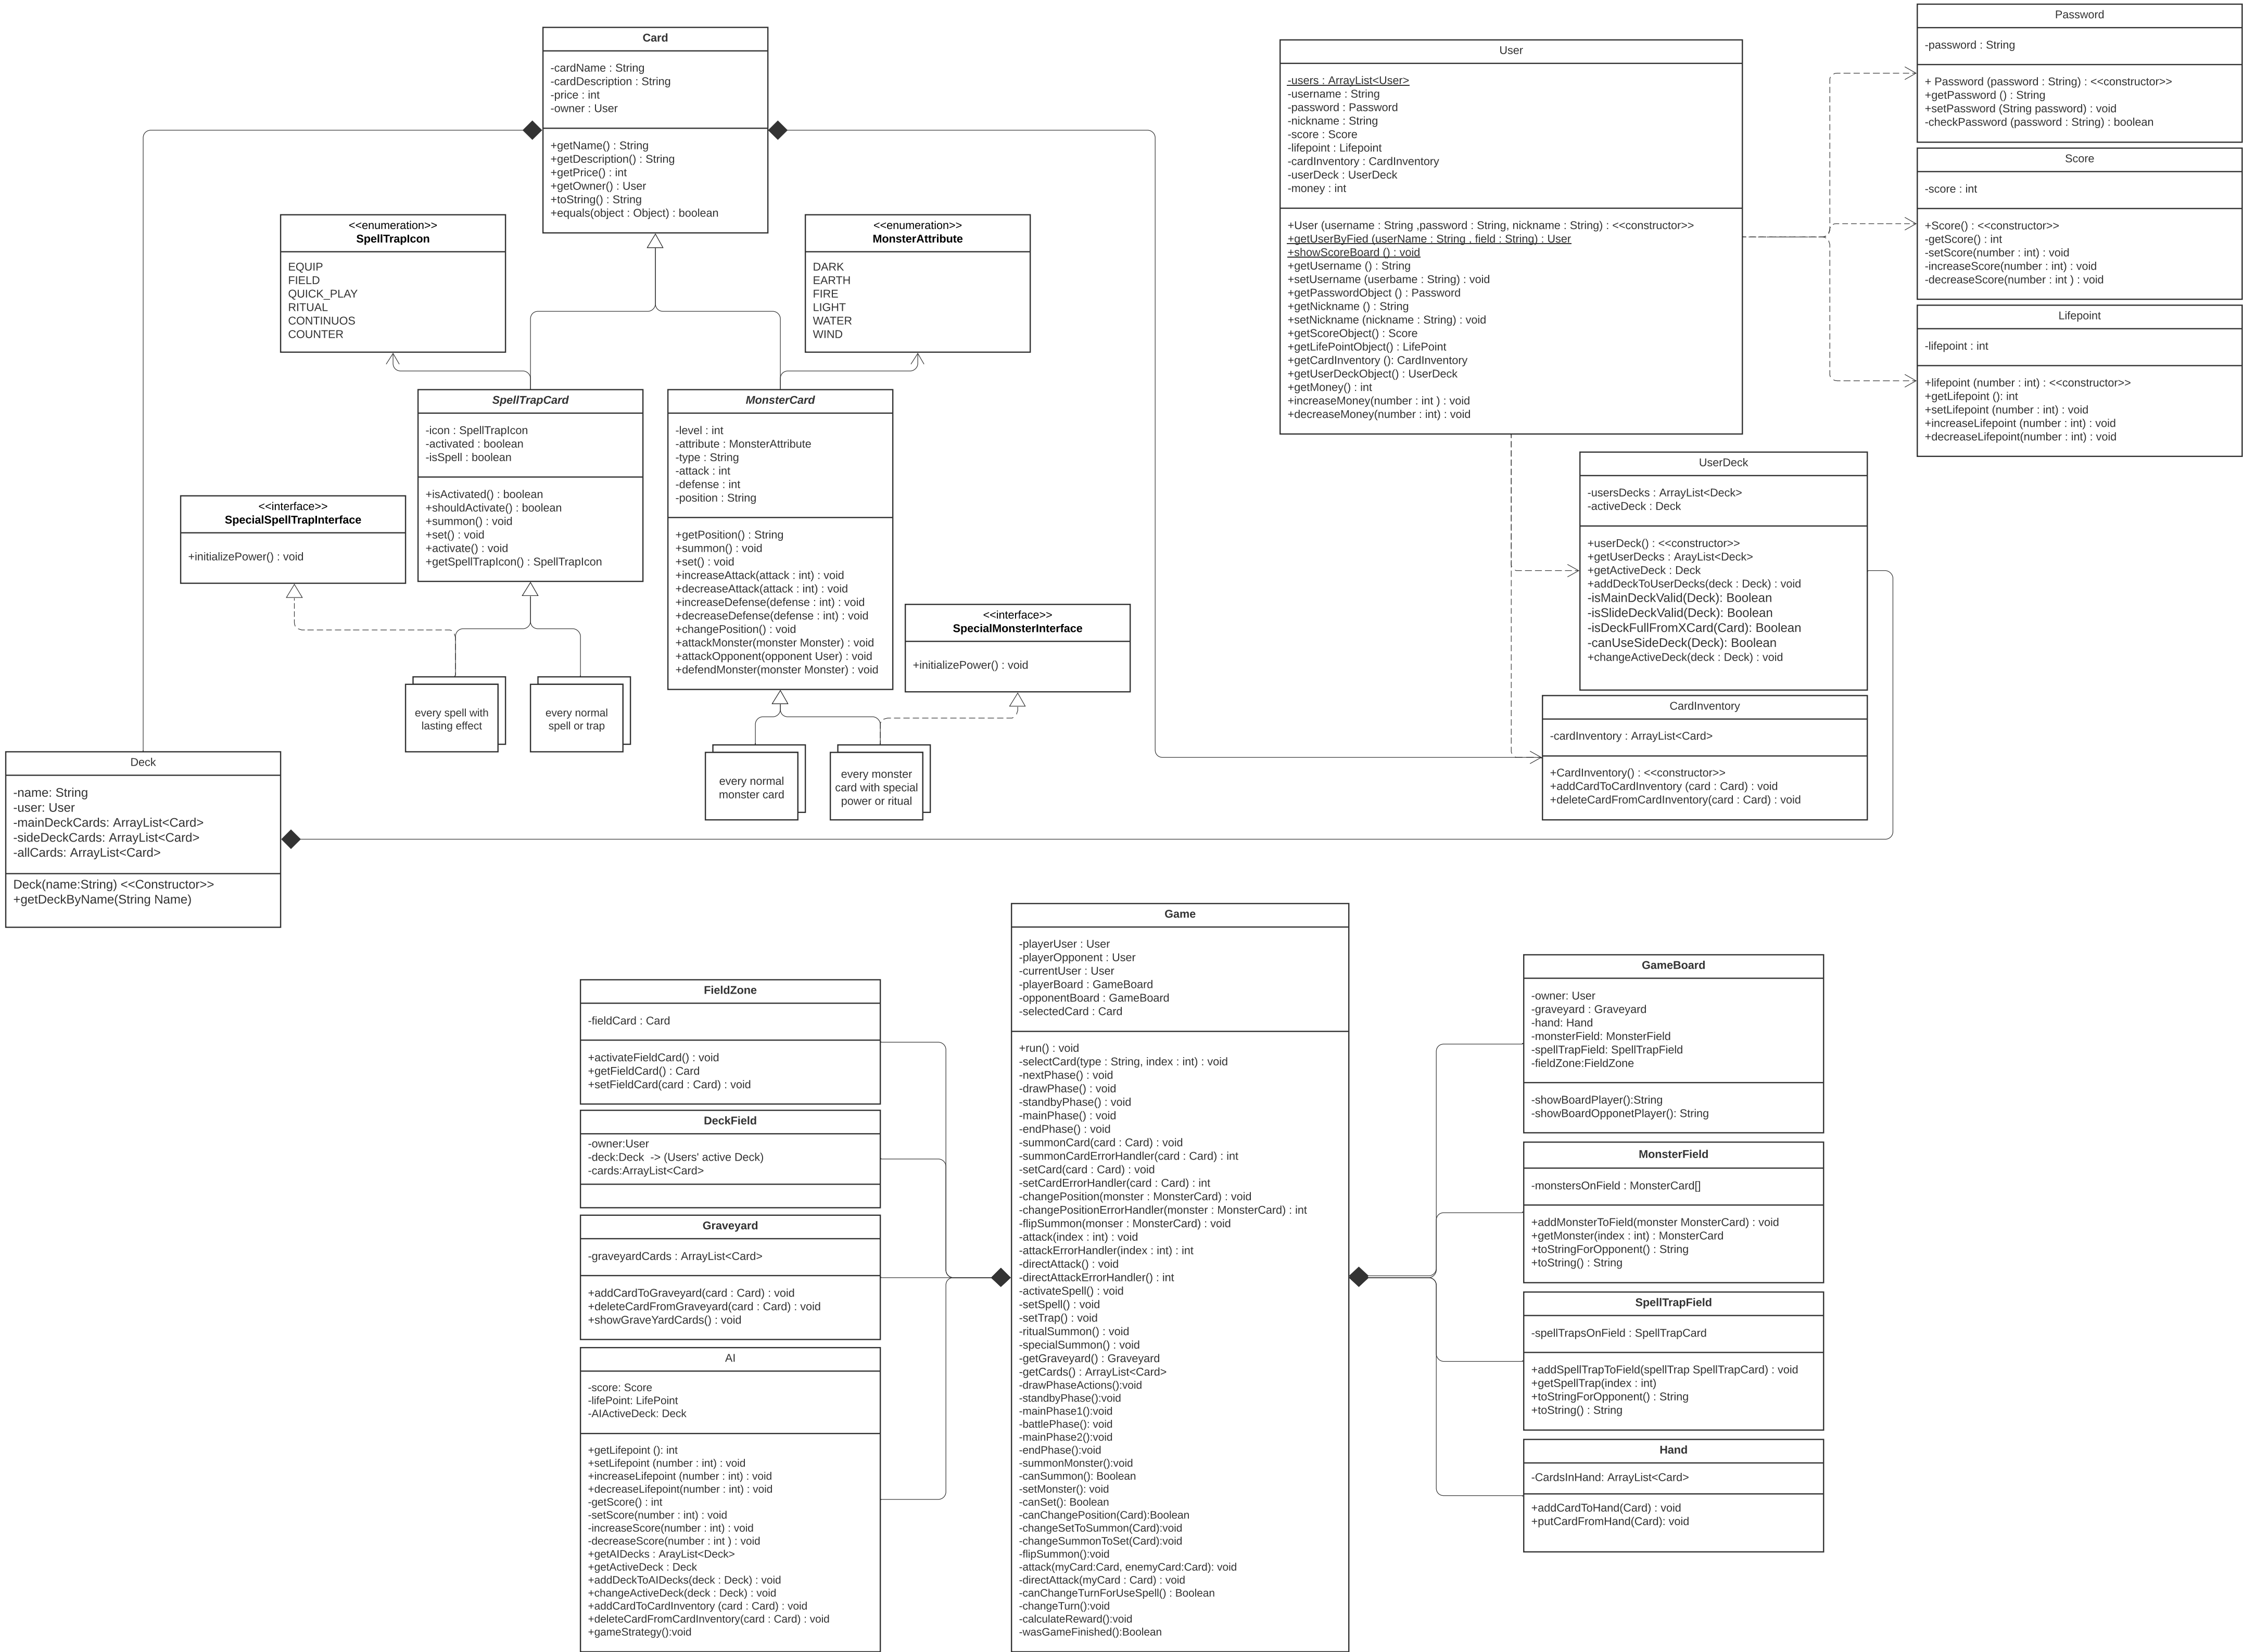 Card
-cardName : String
-cardDescription : String
-price : int
-owner : User
+getName() : String
+getDescription() : String
+getPrice() : int
+getOwner() : User
+toString() : String
+equals(object : Object) : boolean
<<enumeration>>
SpellTrapIcon
EQUIP
FIELD
QUICK_PLAY
RITUAL
CONTINUOS
COUNTER
<<enumeration>>
MonsterAttribute
DARK
EARTH
FIRE
LIGHT
WATER
WIND
SpellTrapCard
-icon : SpellTrapIcon
-activated : boolean
-isSpell : boolean
+isActivated() : boolean
+shouldActivate() : boolean
+summon() : void
+set() : void
+activate() : void
+getSpellTrapIcon() : SpellTrapIcon
MonsterCard
-level : int
-attribute : MonsterAttribute
-type : String
-attack : int
-defense : int
-position : String
+getPosition() : String
+summon() : void
+set() : void
+increaseAttack(attack : int) : void
+decreaseAttack(attack : int) : void
+increaseDefense(defense : int) : void
+decreaseDefense(defense : int) : void
+changePosition() : void
+attackMonster(monster Monster) : void
+attackOpponent(opponent User) : void
+defendMonster(monster Monster) : void
<<interface>>
SpecialSpellTrapInterface
+initializePower() : void
<<interface>>
SpecialMonsterInterface
+initializePower() : void
every spell with
lasting effect
every normal
spell or trap
every normal
monster card
every monster
card with special
power or ritual
Deck
-name: String
-user: User
-mainDeckCards: ArrayList<Card>
-sideDeckCards: ArrayList<Card>
-allCards: ArrayList<Card>
Deck(name:String) <<Constructor>>
+getDeckByName(String Name)
User
-users : ArrayList<User>
-username : String
-password : Password
-nickname : String
-score : Score
-lifepoint : Lifepoint
-cardInventory : CardInventory
-userDeck : UserDeck
-money : int
+User (username : String ,password : String, nickname : String) : <<constructor>>
+getUserByFied (userName : String , field : String) : User
+showScoreBoard () : void
+getUsername () : String
+setUsername (userbame : String) : void
+getPasswordObject () : Password
+getNickname () : String
+setNickname (nickname : String) : void
+getScoreObject() : Score
+getLifePointObject() : LifePoint
+getCardInventory (): CardInventory
+getUserDeckObject() : UserDeck
+getMoney() : int
+increaseMoney(number : int ) : void
+decreaseMoney(number : int) : void
Password
-password : String
+ Password (password : String) : <<constructor>>
+getPassword () : String
+setPassword (String password) : void
-checkPassword (password : String) : boolean
Score
-score : int
+Score() : <<constructor>>
-getScore() : int
-setScore(number : int) : void
-increaseScore(number : int) : void
-decreaseScore(number : int ) : void
Lifepoint
-lifepoint : int
+lifepoint (number : int) : <<constructor>>
+getLifepoint (): int
+setLifepoint (number : int) : void
+increaseLifepoint (number : int) : void
+decreaseLifepoint(number : int) : void
UserDeck
-usersDecks : ArrayList<Deck>
-activeDeck : Deck
+userDeck() : <<constructor>>
+getUserDecks : ArayList<Deck>
+getActiveDeck : Deck
+addDeckToUserDecks(deck : Deck) : void
-isMainDeckValid(Deck): Boolean
-isSlideDeckValid(Deck): Boolean
-isDeckFullFromXCard(Card): Boolean
-canUseSideDeck(Deck): Boolean
+changeActiveDeck(deck : Deck) : void
CardInventory
-cardInventory : ArrayList<Card>
+CardInventory() : <<constructor>>
+addCardToCardInventory (card : Card) : void
+deleteCardFromCardInventory(card : Card) : void
FieldZone
-fieldCard : Card
+activateFieldCard() : void
+getFieldCard() : Card
+setFieldCard(card : Card) : void
DeckField
-owner:User
-deck:Deck -> (Users' active Deck)
-cards:ArrayList<Card>
Graveyard
-graveyardCards : ArrayList<Card>
+addCardToGraveyard(card : Card) : void
+deleteCardFromGraveyard(card : Card) : void
+showGraveYardCards() : void
AI
-score: Score
-lifePoint: LifePoint
-AIActiveDeck: Deck
+getLifepoint (): int
+setLifepoint (number : int) : void
+increaseLifepoint (number : int) : void
+decreaseLifepoint(number : int) : void
-getScore() : int
-setScore(number : int) : void
-increaseScore(number : int) : void
-decreaseScore(number : int ) : void
+getAIDecks : ArayList<Deck>
+getActiveDeck : Deck
+addDeckToAIDecks(deck : Deck) : void
+changeActiveDeck(deck : Deck) : void
+addCardToCardInventory (card : Card) : void
+deleteCardFromCardInventory(card : Card) : void
+gameStrategy():void
Game
-playerUser : User
-playerOpponent : User
-currentUser : User
-playerBoard : GameBoard
-opponentBoard : GameBoard
-selectedCard : Card
+run() : void
-selectCard(type : String, index : int) : void
-nextPhase() : void
-drawPhase() : void
-standbyPhase() : void
-mainPhase() : void
-endPhase() : void
-summonCard(card : Card) : void
-summonCardErrorHandler(card : Card) : int
-setCard(card : Card) : void
-setCardErrorHandler(card : Card) : int
-changePosition(monster : MonsterCard) : void
-changePositionErrorHandler(monster : MonsterCard) : int
-flipSummon(monser : MonsterCard) : void
-attack(index : int) : void
-attackErrorHandler(index : int) : int
-directAttack() : void
-directAttackErrorHandler() : int
-activateSpell() : void
-setSpell() : void
-setTrap() : void
-ritualSummon() : void
-specialSummon() : void
-getGraveyard() : Graveyard
-getCards() : ArrayList<Card>
-drawPhaseActions():void
-standbyPhase():void
-mainPhase1():void
-battlePhase(): void
-mainPhase2():void
-endPhase():void
-summonMonster():void
-canSummon(): Boolean
-setMonster(): void
-canSet(): Boolean
-canChangePosition(Card):Boolean
-changeSetToSummon(Card):void
-changeSummonToSet(Card):void
-flipSummon():void
-attack(myCard:Card, enemyCard:Card): void
-directAttack(myCard : Card) : void
-canChangeTurnForUseSpell() : Boolean
-changeTurn():void
-calculateReward():void
-wasGameFinished():Boolean
GameBoard
-owner: User
-graveyard : Graveyard
-hand: Hand
-monsterField: MonsterField
-spellTrapField: SpellTrapField
-fieldZone:FieldZone
-showBoardPlayer():String
-showBoardOpponetPlayer(): String
MonsterField
-monstersOnField : MonsterCard[]
+addMonsterToField(monster MonsterCard) : void
+getMonster(index : int) : MonsterCard
+toStringForOpponent() : String
+toString() : String
SpellTrapField
-spellTrapsOnField : SpellTrapCard
+addSpellTrapToField(spellTrap SpellTrapCard) : void
+getSpellTrap(index : int)
+toStringForOpponent() : String
+toString() : String
Hand
-CardsInHand: ArrayList<Card>
+addCardToHand(Card) : void
+putCardFromHand(Card): void